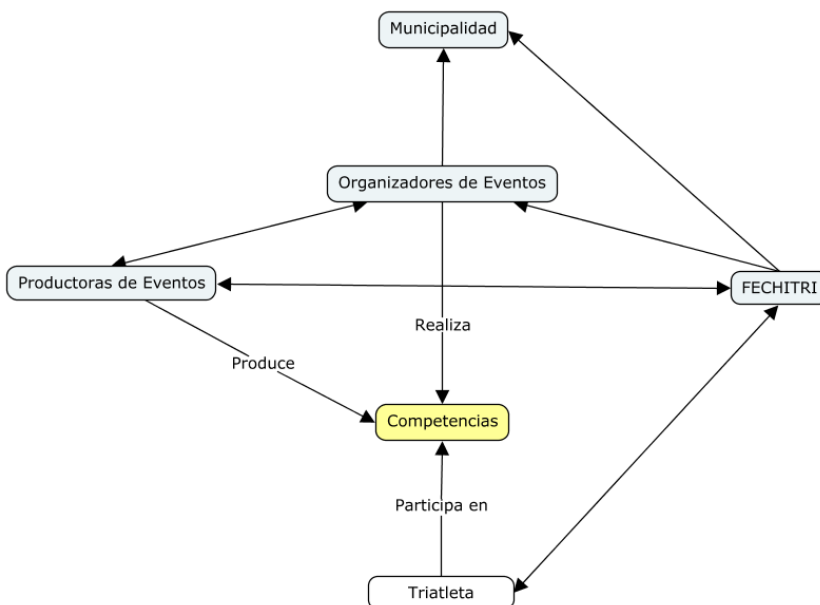 Municipalidad
Organizadores de Eventos
Productoras de Eventos
FECHITRI
Realiza
Produce
Competencias
Participa en
Triatleta